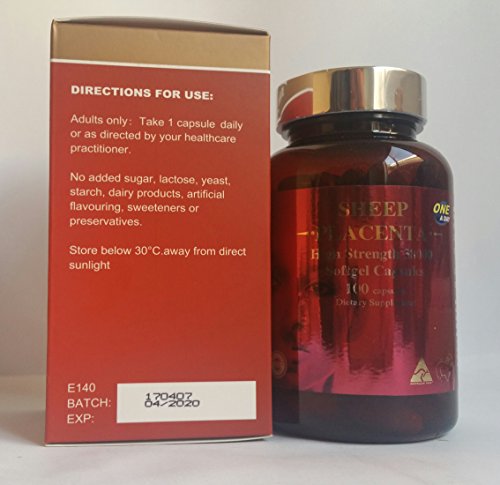 DIRECTIONS FOR USE:
Adults only: Take 1 capsule daily
or as directed by your healthcare
practitioner.
No added sugar, lactose, yeast,
starch, dairy products, artificial
flavouring, sweeteners or
preservatives.
Store below 30°C.away from direct
sunlight
E140
BATCH: 170407
EXP: 04/2020
SHEEP
PLACENTA
High Strength
Softgel Capsules
100 capsules
Dietary Supplement
ONE
A DAY